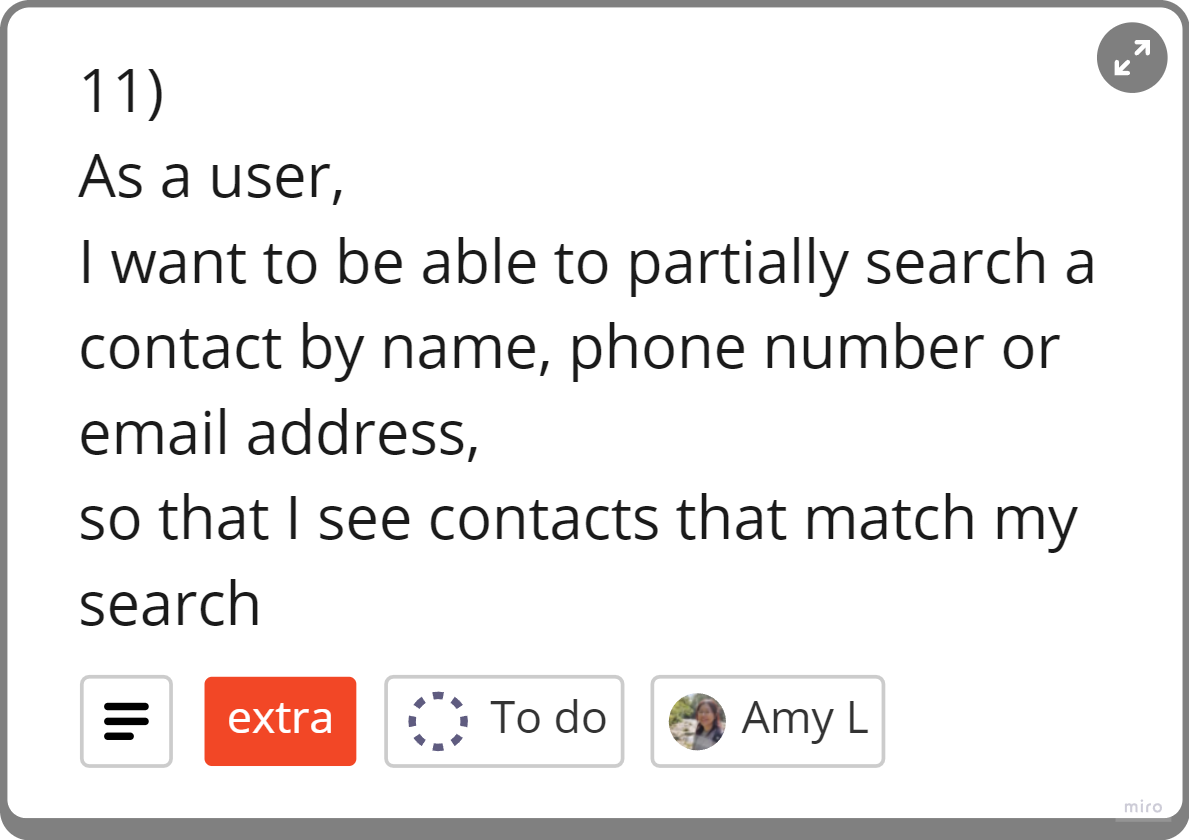 11)
As a user,
I want to be able to partially search a
contact by name, phone number or
email address,
so that I see contacts that match my
search
extra
To do
Amy L
miro